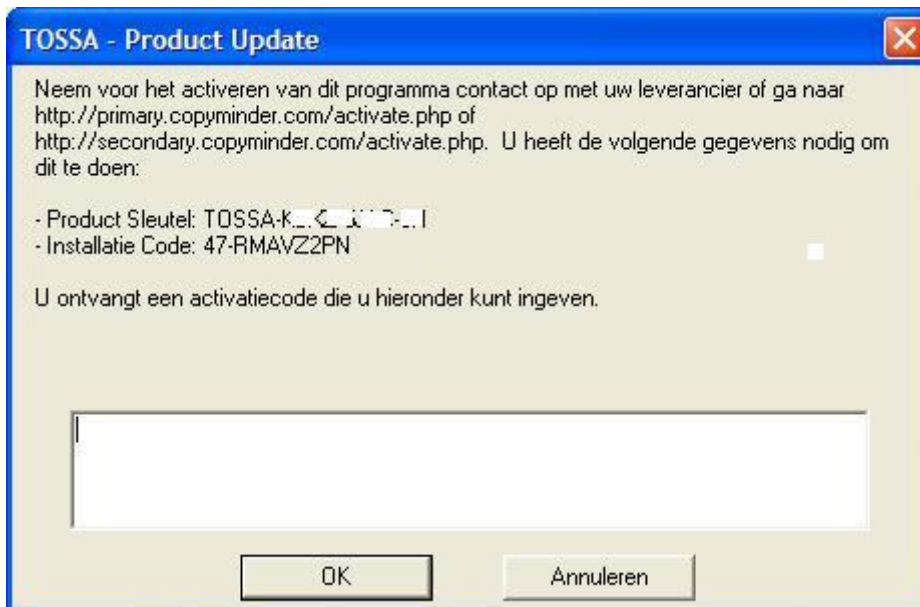 TOSSA - Product Update
Neem voor het activeren van dit programma contact op met uw leverancier of ga naar
http://primary.copyminder.com/activate.php of
http://secondary.copyminder.com/activate.php. U heeft de volgende gegevens nodig om
dit te doen:
- Product Sleutel:
- Installatie Code: 47-RMAVZ2PN
U ontvangt een activatiecode die u hieronder kunt ingeven.
OK
Annuleren